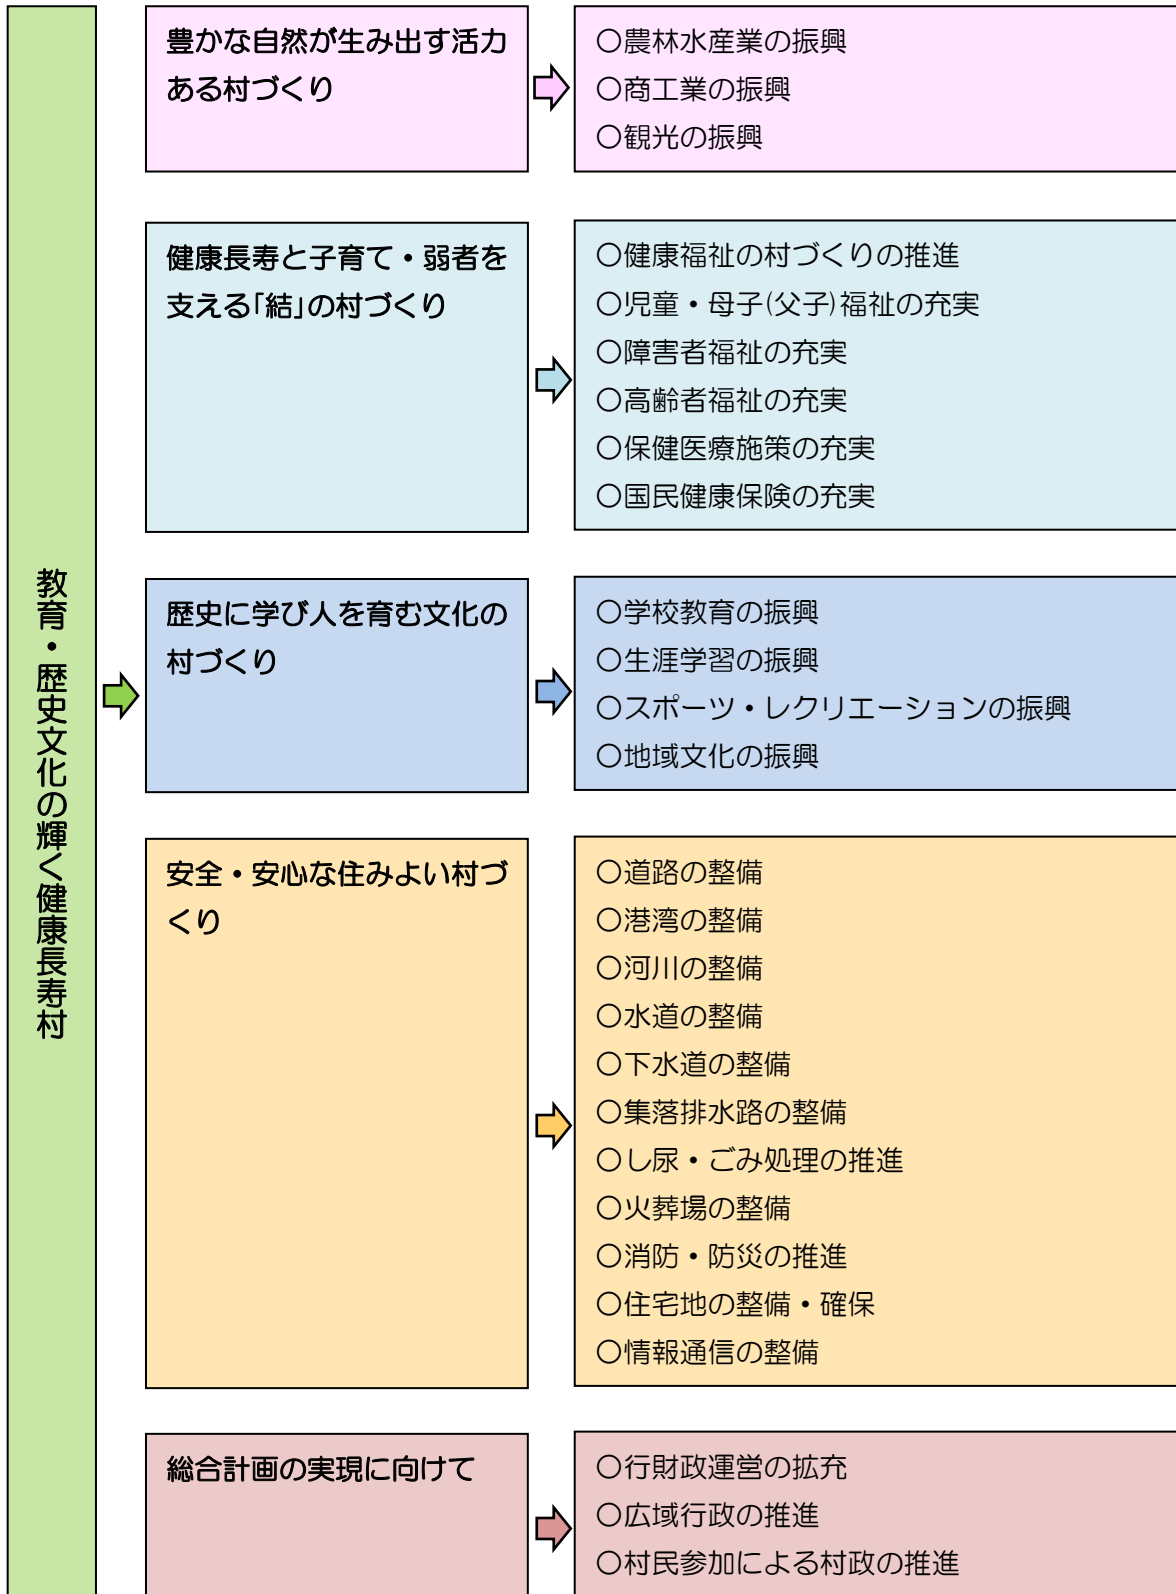 教育・歴史文化の輝く健康長寿村
豊かな自然が生み出す活力
ある村づくり
○農林水産業の振興
○商工業の振興
○観光の振興
健康長寿と子育て・弱者を
支える「結」の村づくり
○健康福祉の村づくりの推進
○児童・母子(父子)福祉の充実
○障害者福祉の充実
○高齢者福祉の充実
○保健医療施策の充実
○国民健康保険の充実
歴史に学び人を育む文化の
村づくり
○学校教育の振興
○生涯学習の振興
○スポーツ・レクリエーションの振興
○地域文化の振興
安全・安心な住みよい村づ
くり
○道路の整備
○港湾の整備
○河川の整備
○水道の整備
○下水道の整備
○集落排水路の整備
○し尿・ごみ処理の推進
○火葬場の整備
○消防・防災の推進
○住宅地の整備・確保
○情報通信の整備
総合計画の実現に向けて
○行財政運営の拡充
○広域行政の推進
○村民参加による村政の推進